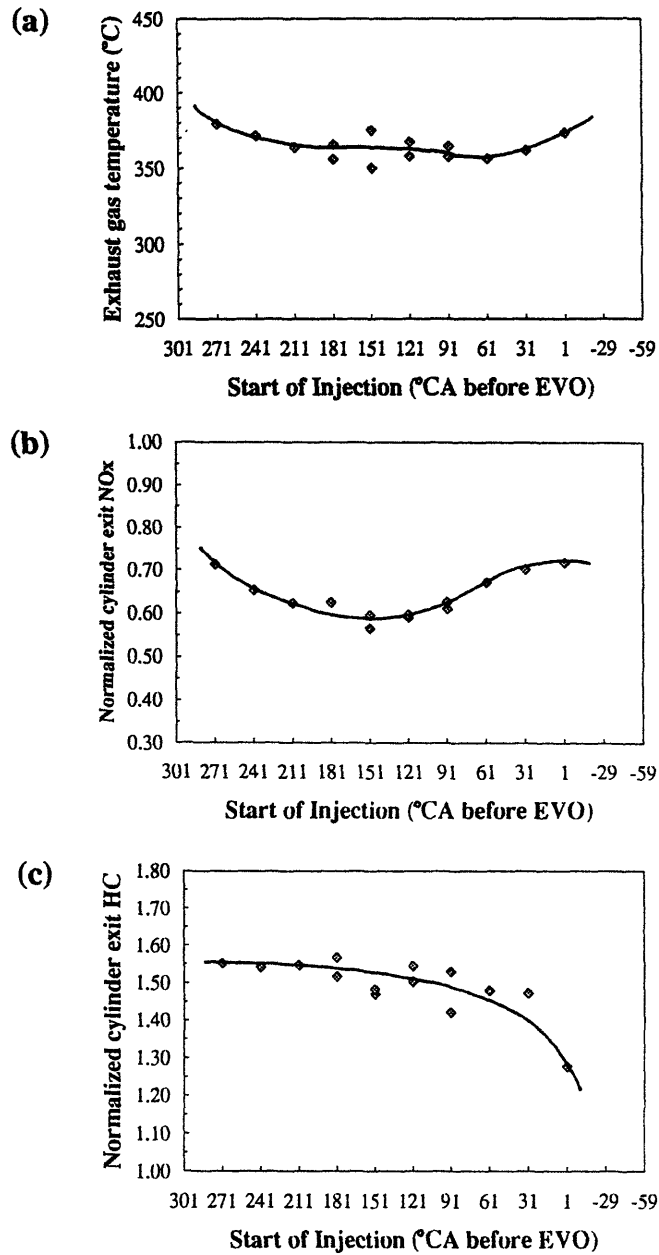 (a)
Exhaust gas temperature (°C)
450
400
350
300
250
301 271 241 211 181 151 121 91 61 31 1 -29 -59
Start of Injection (°CA before EVO)
(b)
Normalized cylinder exit NOx
1.00
0.90
0.80
0.70
0.60
0.50
0.40
0.30
301 271 241 211 181 151 121 91 61 31 1 -29 -59
Start of Injection (°CA before EVO)
(c)
Normalized cylinder exit HC
1.80
1.70
1.60
1.50
1.40
1.30
1.20
1.10
1.00
301 271 241 211 181 151 121 91 61 31 1 -29 -59
Start of Injection (°CA before EVO)